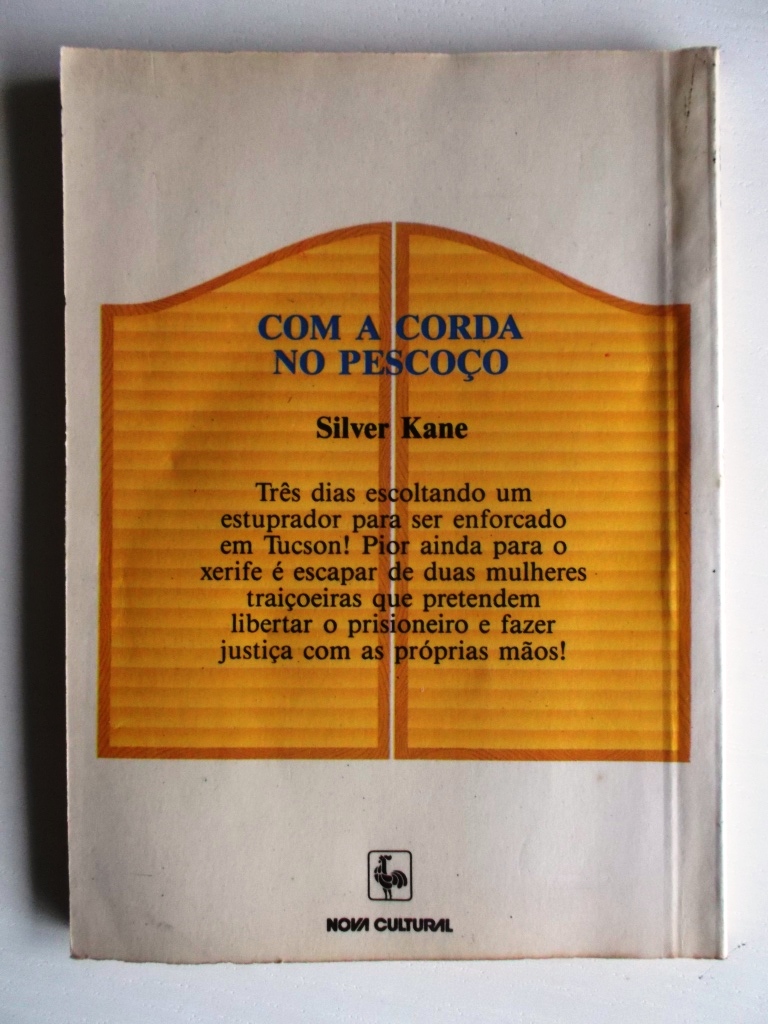 COM A CORDA
NO PESCOÇO
Silver Kane
Três dias escoltando um
estuprador para ser enforcado
em Tucson! Pior ainda para o
xerife é escapar de duas mulheres
traiçoeiras que pretendem
libertar o prisioneiro e fazer
justiça com as próprias mãos!
NOVA CULTURAL